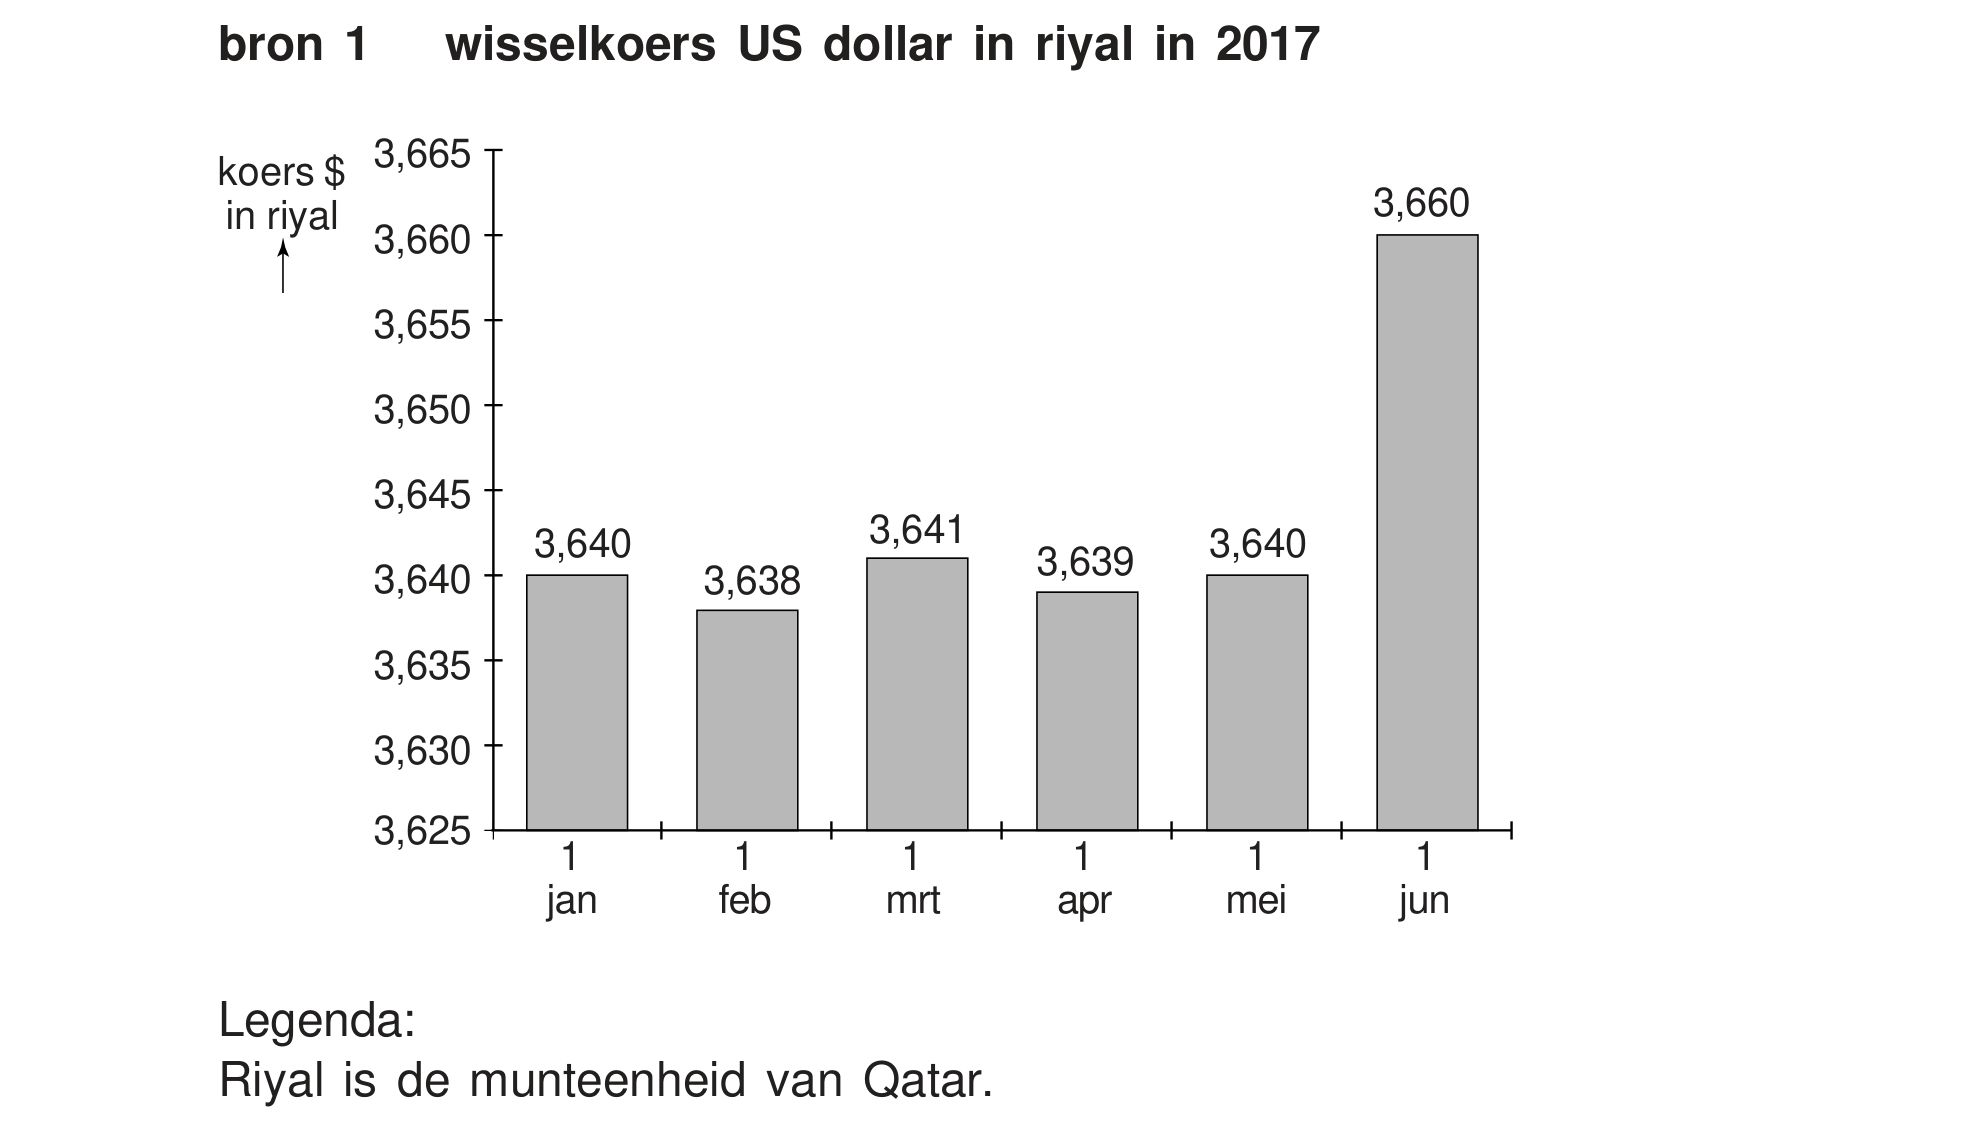 bron 1 wisselkoers US dollar in riyal in 2017
koers $
in riyal
3,665
3,660
3,655
3,650
3,645
3,640
3,635
3,630
3,625
3,640
3,638
3,641
3,639
3,640
3,660
1 1 1 1 1 1
jan feb mrt apr mei jun
Legenda:
Riyal is de munteenheid van Qatar.